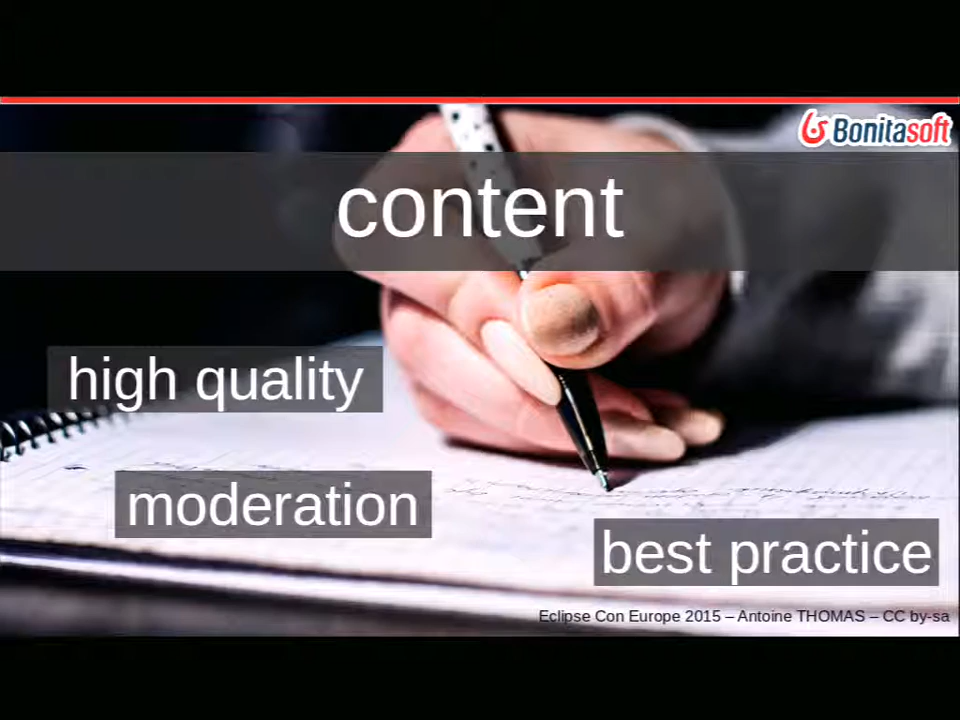 Bonitasoft
content
high quality
moderation
best practice
Eclipse Con Europe 2015 – Antoine THOMAS – CC by-sa